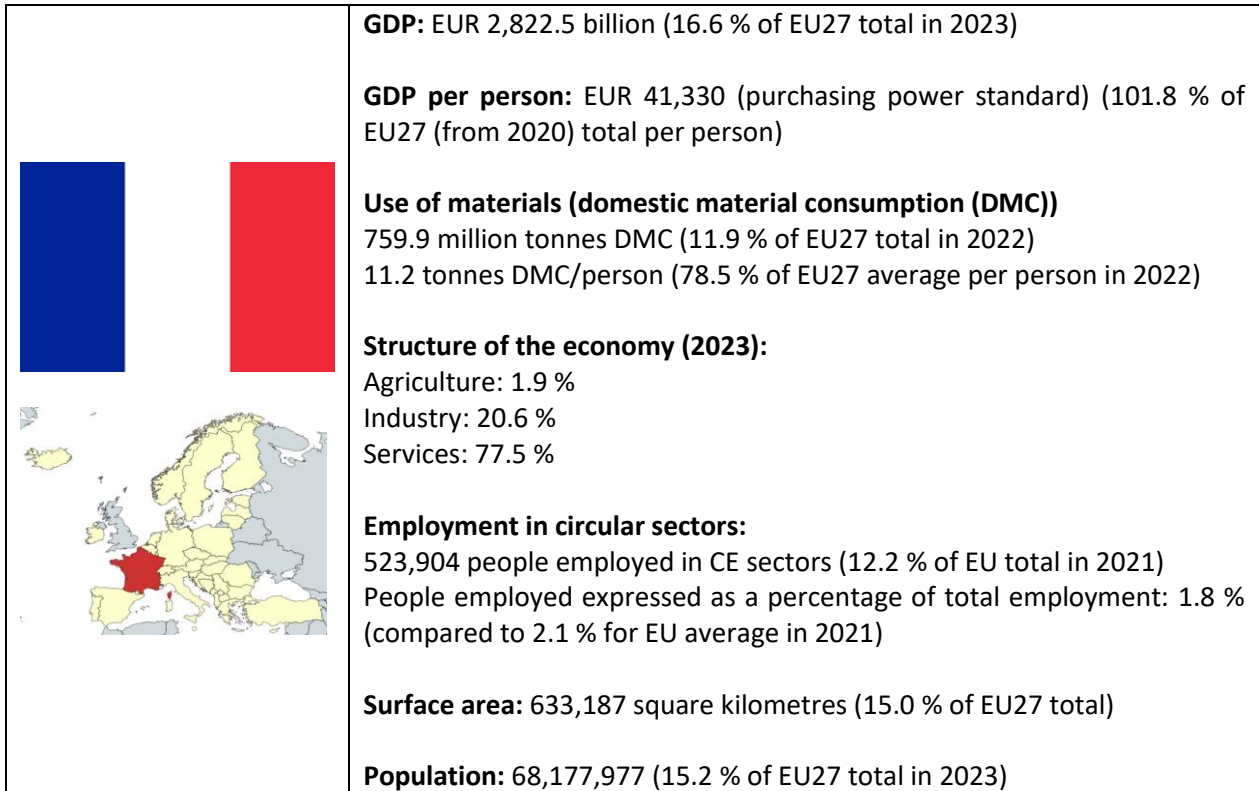 GDP: EUR 2,822.5 billion (16.6 % of EU27 total in 2023)
GDP per person: EUR 41,330 (purchasing power standard) (101.8 % of
EU27 (from 2020) total per person)
Use of materials (domestic material consumption (DMC))
759.9 million tonnes DMC (11.9 % of EU27 total in 2022)
11.2 tonnes DMC/person (78.5 % of EU27 average per person in 2022)
Structure of the economy (2023):
Agriculture: 1.9 %
Industry: 20.6 %
Services: 77.5 %
Employment in circular sectors:
523,904 people employed in CE sectors (12.2 % of EU total in 2021)
People employed expressed as a percentage of total employment: 1.8 %
(compared to 2.1 % for EU average in 2021)
Surface area: 633,187 square kilometres (15.0 % of EU27 total)
Population: 68,177,977 (15.2 % of EU27 total in 2023)